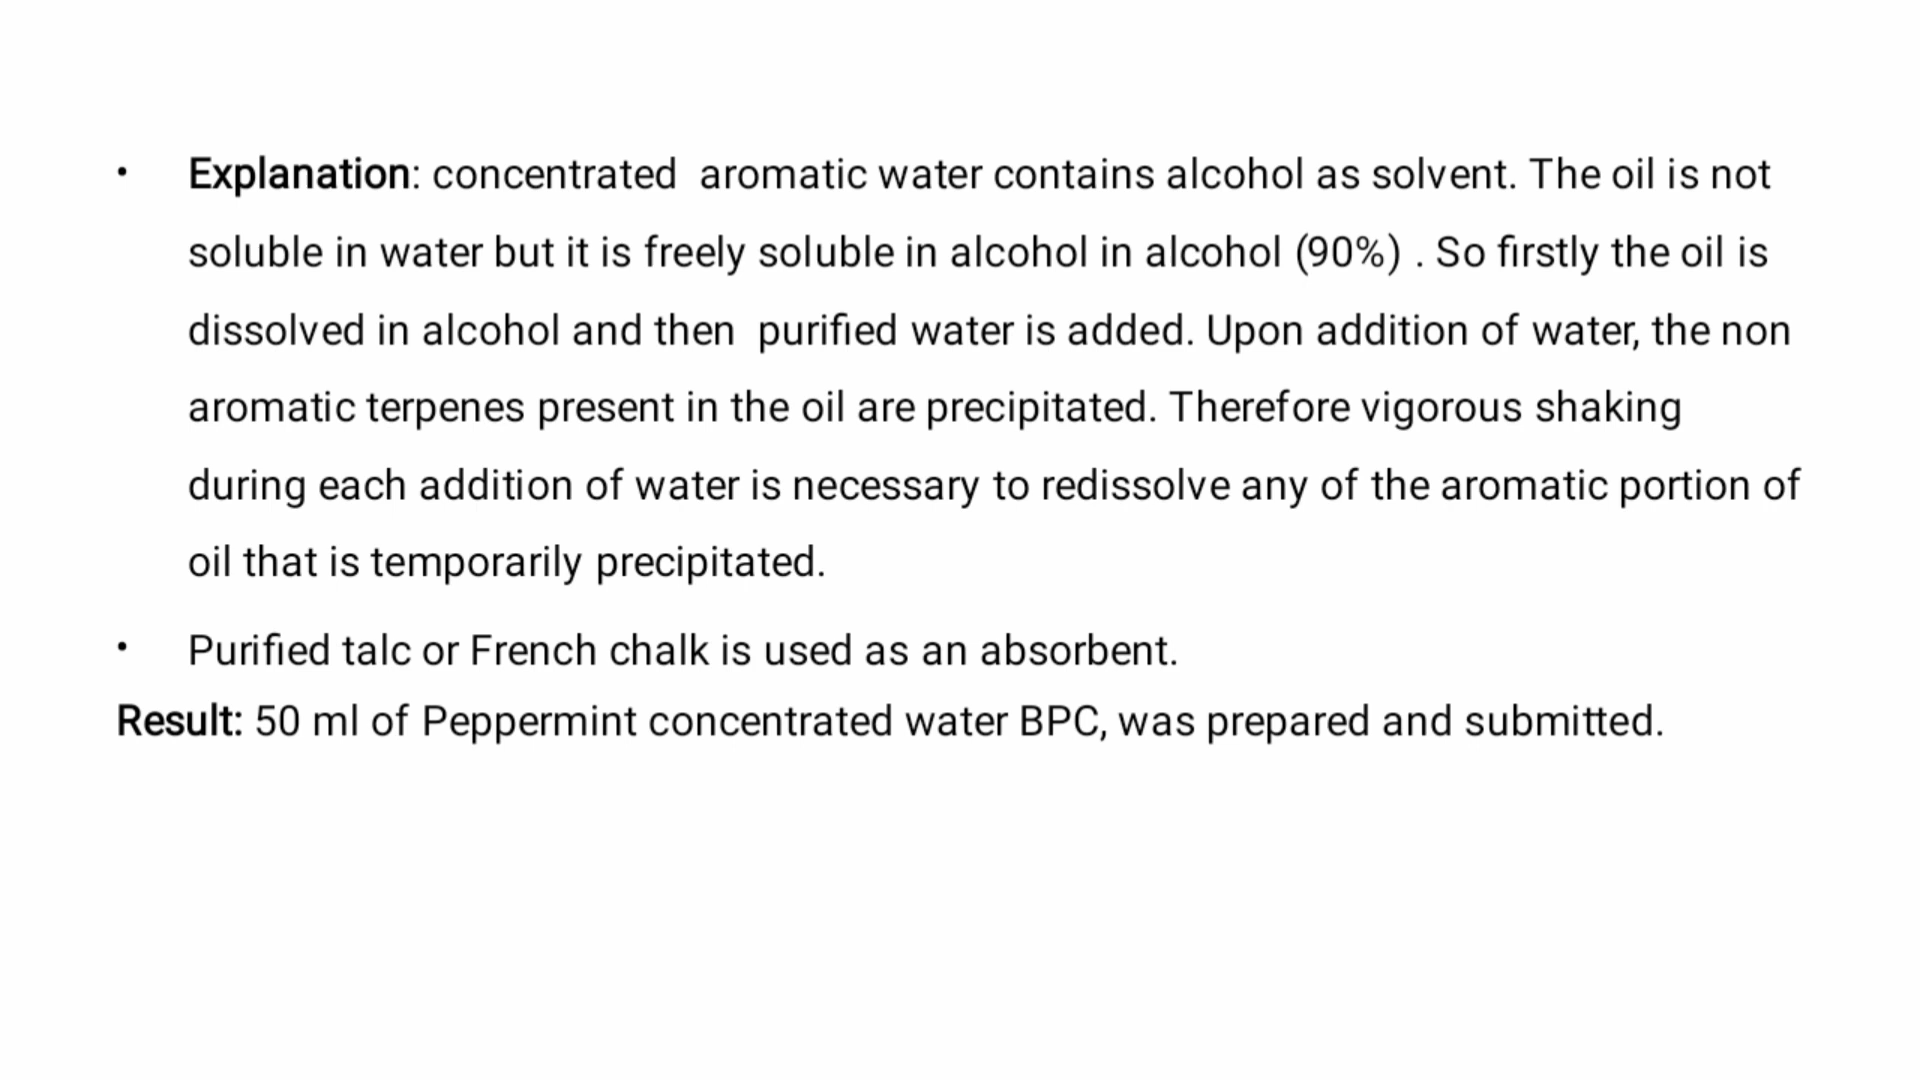 • Explanation: concentrated  aromatic water contains alcohol as solvent. The oil is not
soluble in water but it is freely soluble in alcohol in alcohol (90%) . So firstly the oil is
dissolved in alcohol and then  purified water is added. Upon addition of water, the non
aromatic terpenes present in the oil are precipitated. Therefore vigorous shaking
during each addition of water is necessary to redissolve any of the aromatic portion of
oil that is temporarily precipitated.
• Purified talc or French chalk is used as an absorbent.
Result: 50 ml of Peppermint concentrated water BPC, was prepared and submitted.